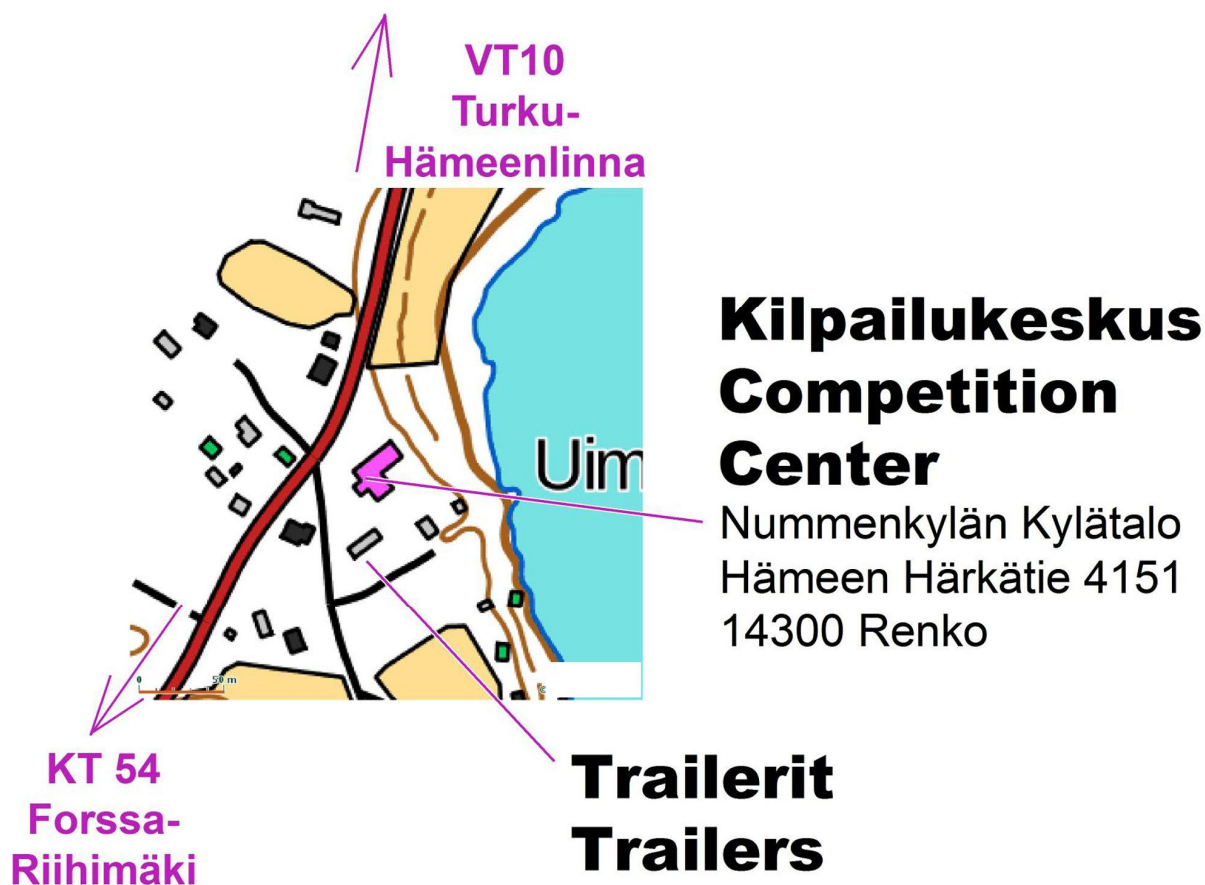 VT10
Turku-
Hämeenlinna
Kilpailukeskus
Competition
Center
Nummenkylän Kylätalo
Hämeen Härkätie 4151
14300 Renko
Uim
0 50 m
KT 54
Forssa-
Riihimäki
Trailerit
Trailers